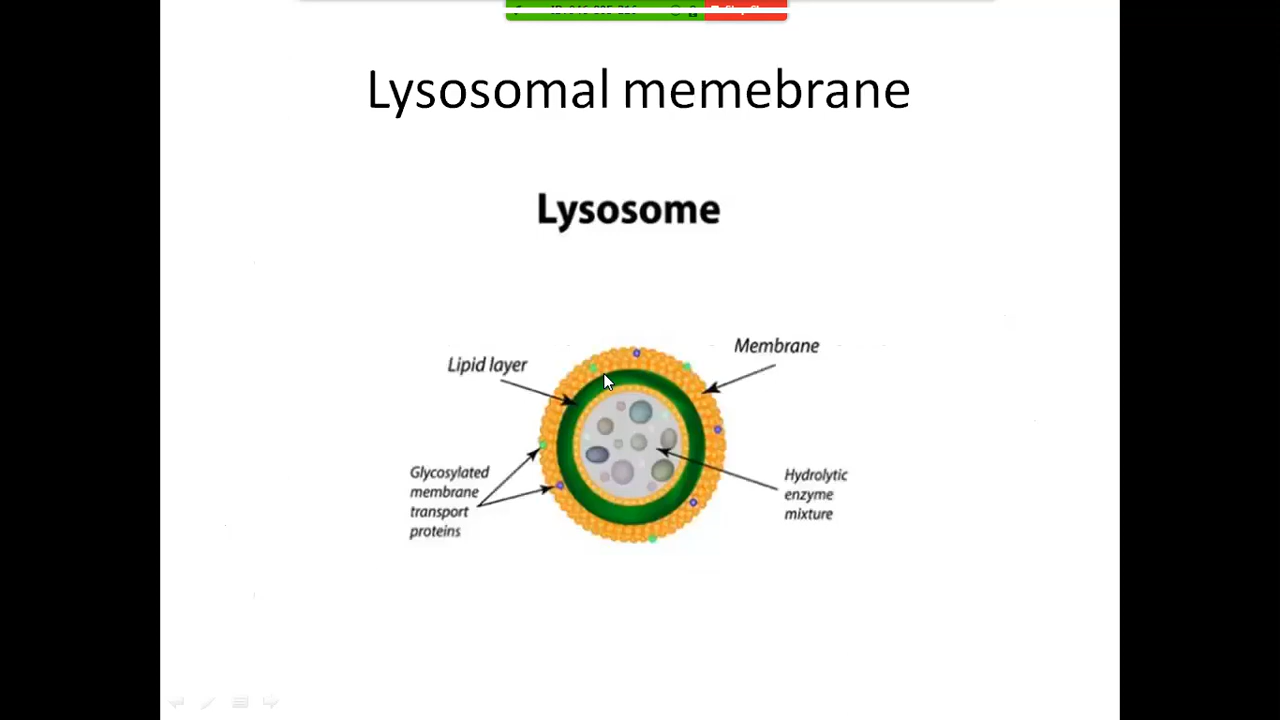 Lysosomal memebrane
Lysosome
Membrane
Lipid layer
Glycosylated
membrane
transport
proteins
Hydrolytic
enzyme
mixture